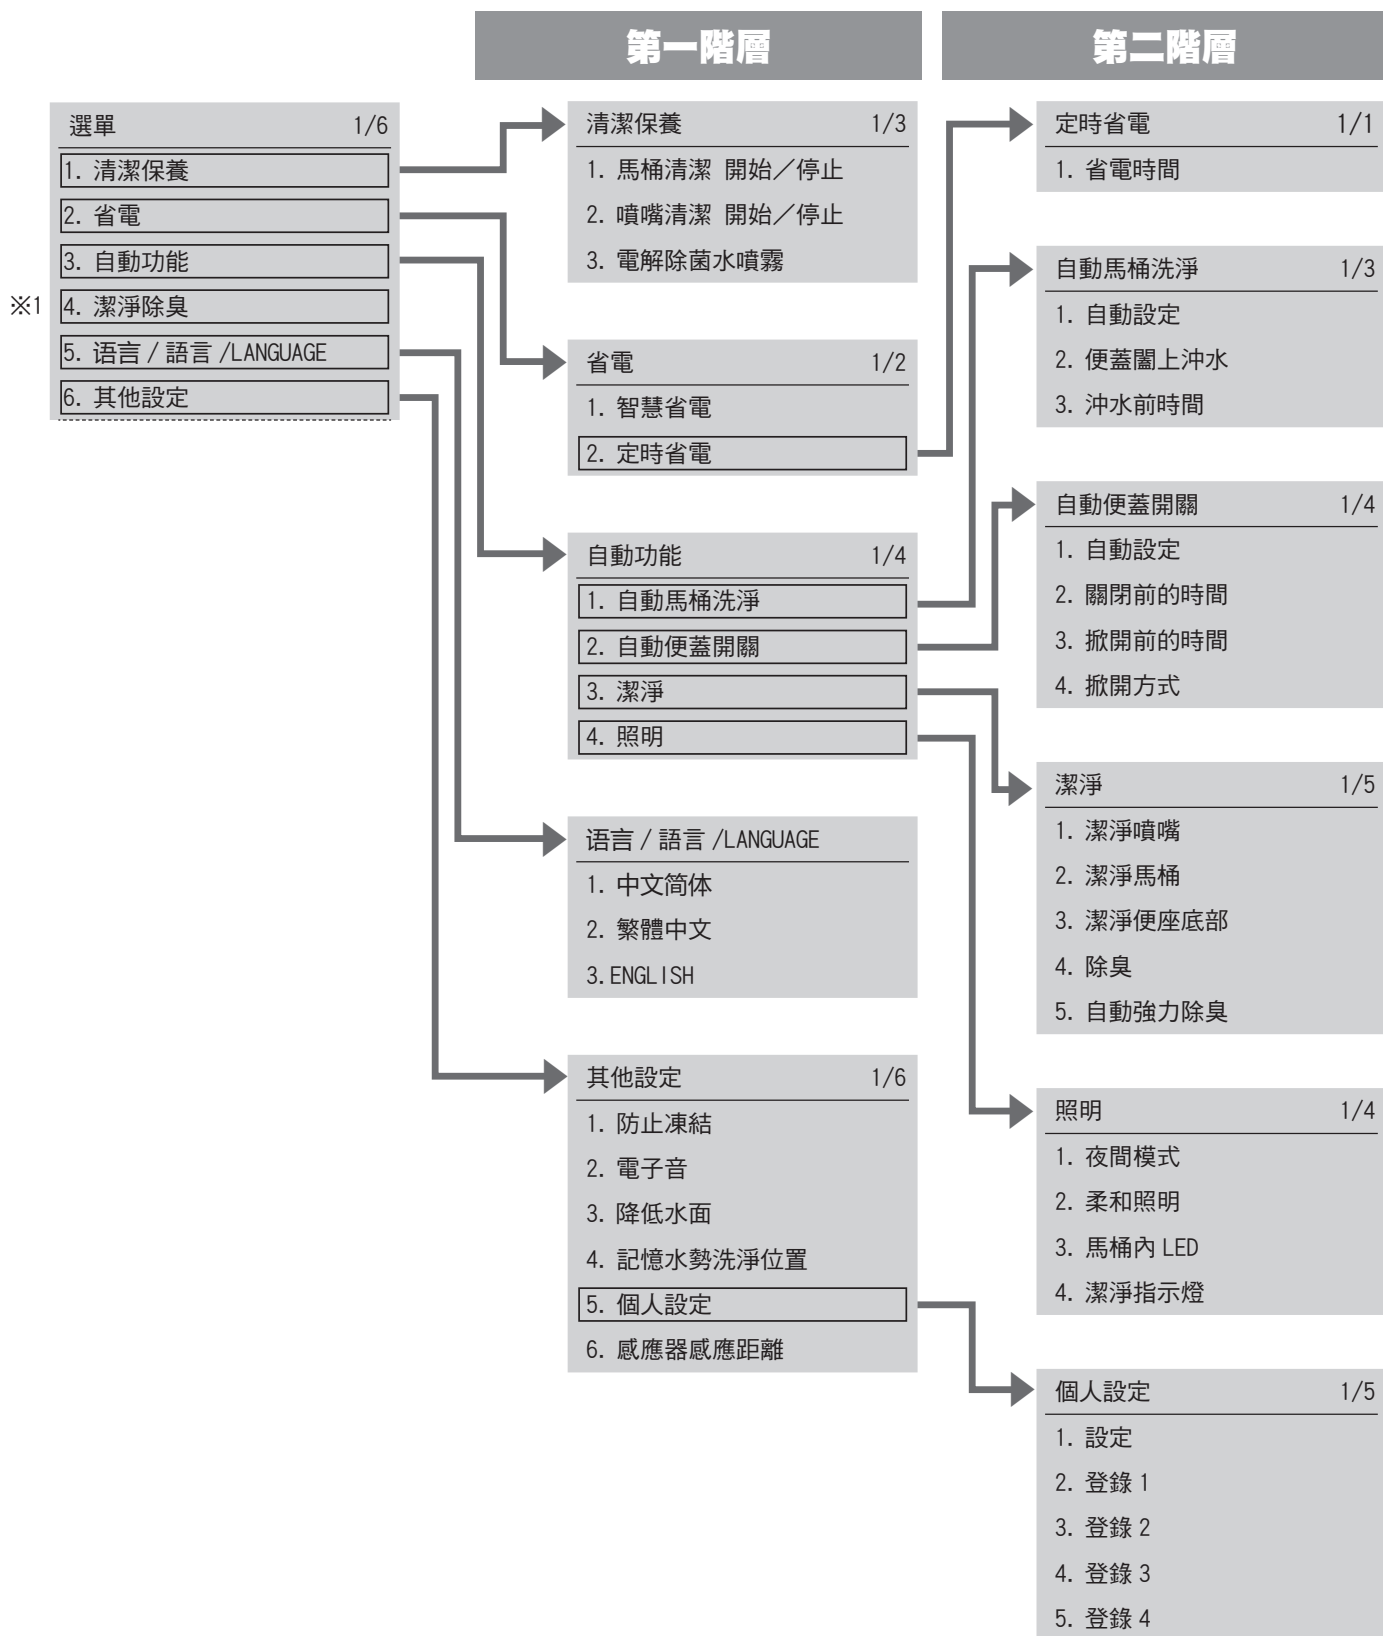 第一階層
第二階層
選單 1/6
1. 清潔保養
2. 省電
3. 自動功能
※1 4. 潔淨除臭
5. 语言 / 語言 /LANGUAGE
6. 其他設定
清潔保養 1/3
1. 馬桶清潔 開始／停止
2. 噴嘴清潔 開始／停止
3. 電解除菌水噴霧
省電 1/2
1. 智慧省電
2. 定時省電
自動功能 1/4
1. 自動馬桶洗淨
2. 自動便蓋開關
3. 潔淨
4. 照明
语言 / 語言 /LANGUAGE
1. 中文简体
2. 繁體中文
3. ENGLISH
其他設定 1/6
1. 防止凍結
2. 電子音
3. 降低水面
4. 記憶水勢洗淨位置
5. 個人設定
6. 感應器感應距離
定時省電 1/1
1. 省電時間
自動馬桶洗淨 1/3
1. 自動設定
2. 便蓋闔上沖水
3. 沖水前時間
自動便蓋開關 1/4
1. 自動設定
2. 關閉前的時間
3. 掀開前的時間
4. 掀開方式
潔淨 1/5
1. 潔淨噴嘴
2. 潔淨馬桶
3. 潔淨便座底部
4. 除臭
5. 自動強力除臭
照明 1/4
1. 夜間模式
2. 柔和照明
3. 馬桶內 LED
4. 潔淨指示燈
個人設定 1/5
1. 設定
2. 登錄 1
3. 登錄 2
4. 登錄 3
5. 登錄 4